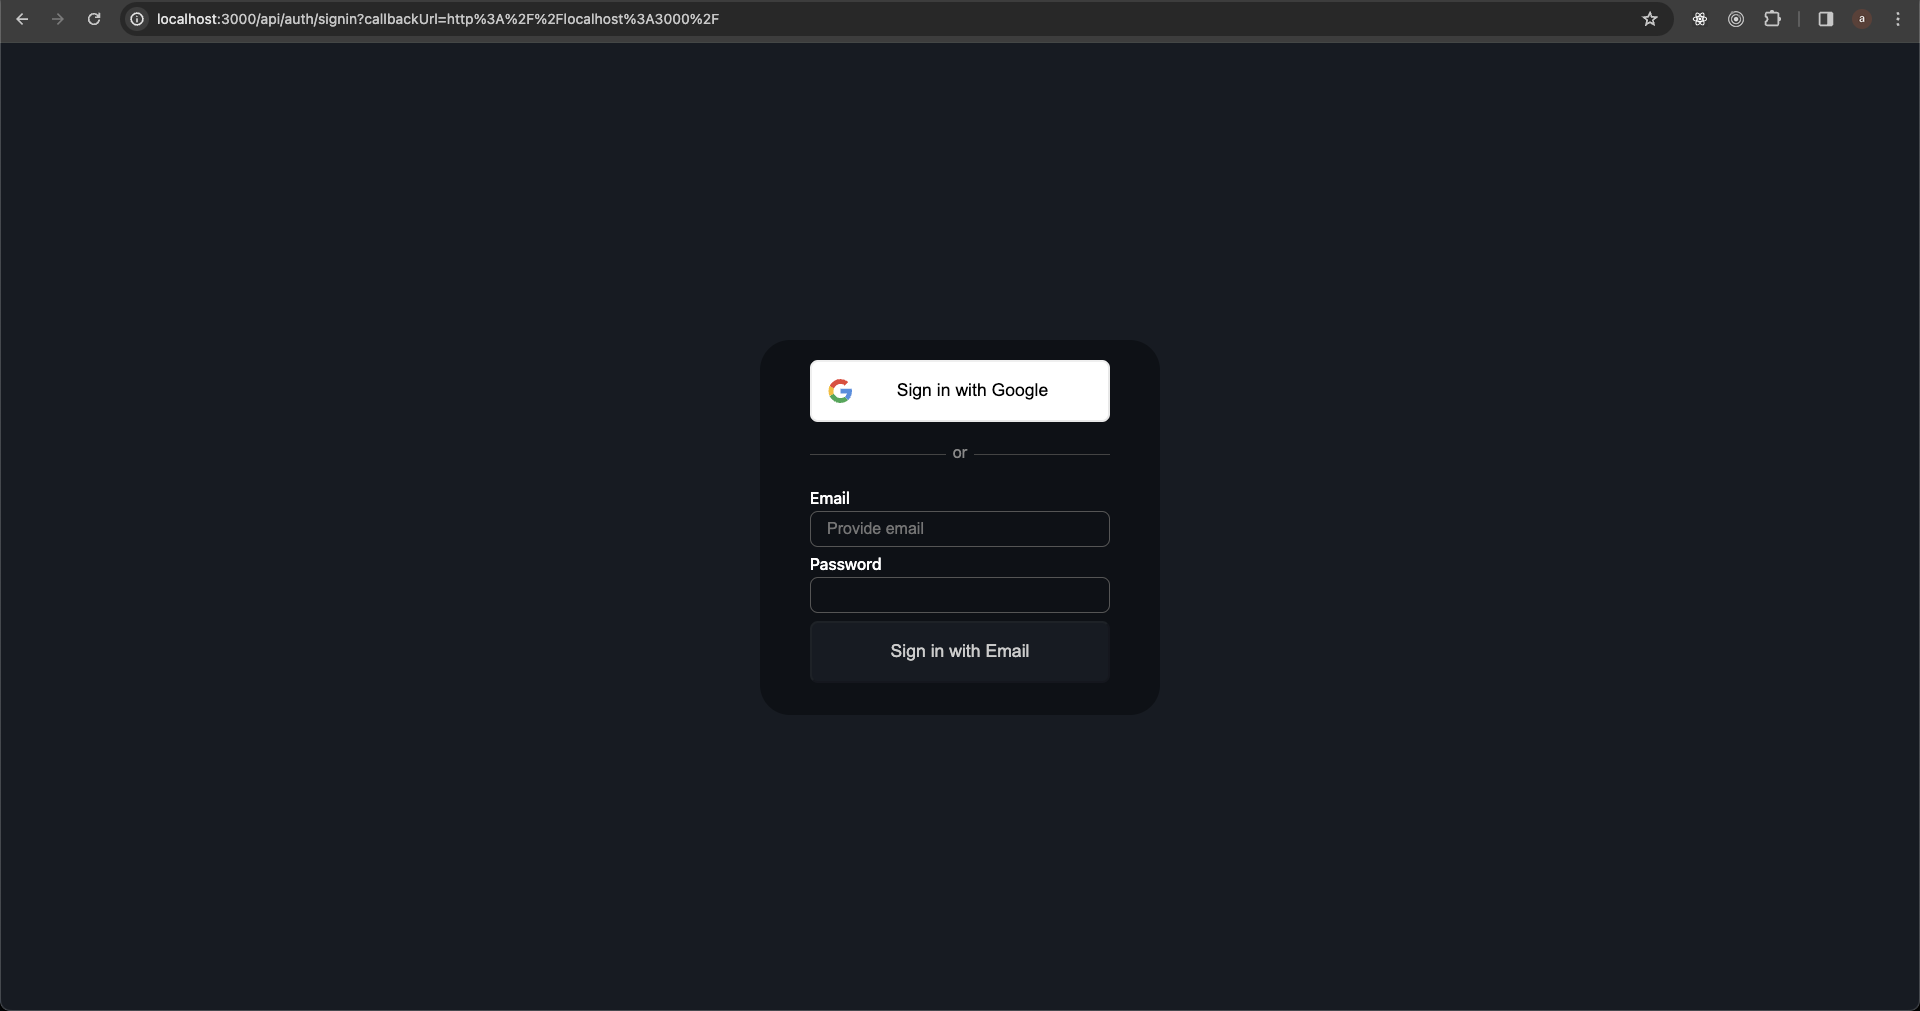 localhost:3000/api/auth/signin?callbackUrl=http%3A%2F%2Flocalhost%3A3000%2F
a
Sign in with Google
or
Email
Provide email
Password
Sign in with Email